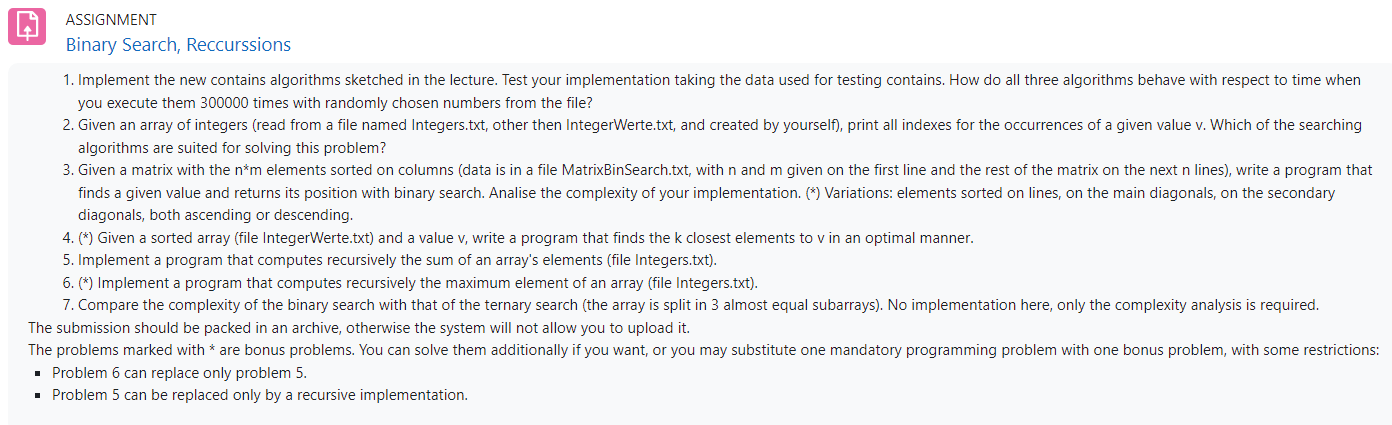 ASSIGNMENT
Binary Search, Reccurssions
1. Implement the new contains algorithms sketched in the lecture. Test your implementation taking the data used for testing contains. How do all three algorithms behave with respect to time when
you execute them 300000 times with randomly chosen numbers from the file?
2. Given an array of integers (read from a file named Integers.txt, other then IntegerWerte.txt, and created by yourself), print all indexes for the occurrences of a given value v. Which of the searching
algorithms are suited for solving this problem?
3. Given a matrix with the n*m elements sorted on columns (data is in a file MatrixBinSearch.txt, with n and m given on the first line and the rest of the matrix on the next n lines), write a program that
finds a given value and returns its position with binary search. Analise the complexity of your implementation. (*) Variations: elements sorted on lines, on the main diagonals, on the secondary
diagonals, both ascending or descending.
4. (*) Given a sorted array (file IntegerWerte.txt) and a value v, write a program that finds the k closest elements to v in an optimal manner.
5. Implement a program that computes recursively the sum of an array's elements (file Integers.txt).
6. (*) Implement a program that computes recursively the maximum element of an array (file Integers.txt).
7. Compare the complexity of the binary search with that of the ternary search (the array is split in 3 almost equal subarrays). No implementation here, only the complexity analysis is required.
The submission should be packed in an archive, otherwise the system will not allow you to upload it.
The problems marked with * are bonus problems. You can solve them additionally if you want, or you may substitute one mandatory programming problem with one bonus problem, with some restrictions:
▪ Problem 6 can replace only problem 5.
▪ Problem 5 can be replaced only by a recursive implementation.